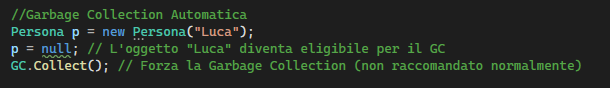 //Garbage Collection Automatica
Persona p = new Persona("Luca");
p = null; // L'oggetto "Luca" diventa eligibile per il GC
GC.Collect(); // Forza la Garbage Collection (non raccomandato normalmente)